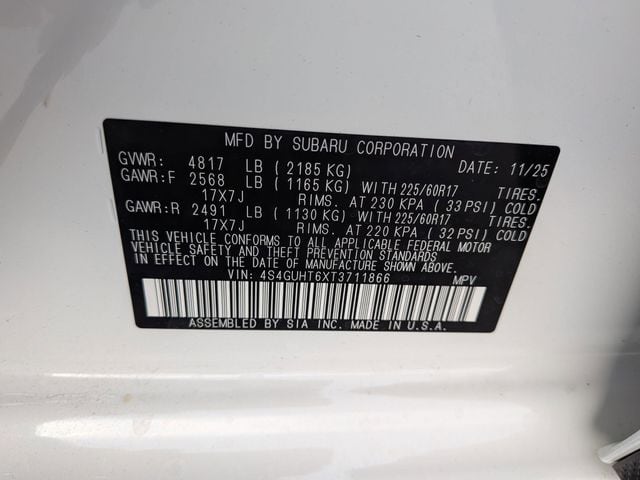 MFD BY SUBARU CORPORATION
GVWR: 4817 LB (2185 KG) DATE: 11/25
GAWR:F 2568 LB (1165 KG) WITH 225/60R17 TIRES.
17X7J RIMS. AT 230 KPA (33 PSI) COLD
GAWR:R 2491 LB (1130 KG) WITH 225/60R17 TIRES.
17X7J RIMS. AT 220 KPA (32 PSI) COLD
THIS VEHICLE CONFORMS TO ALL APPLICABLE FEDERAL MOTOR
VEHICLE SAFETY AND THEFT PREVENTION STANDARDS
IN EFFECT ON THE DATE OF MANUFACTURE SHOWN ABOVE.
VIN: 4S4GUHT6XT3711866 MPV
ASSEMBLED BY SIA INC. MADE IN U.S.A.